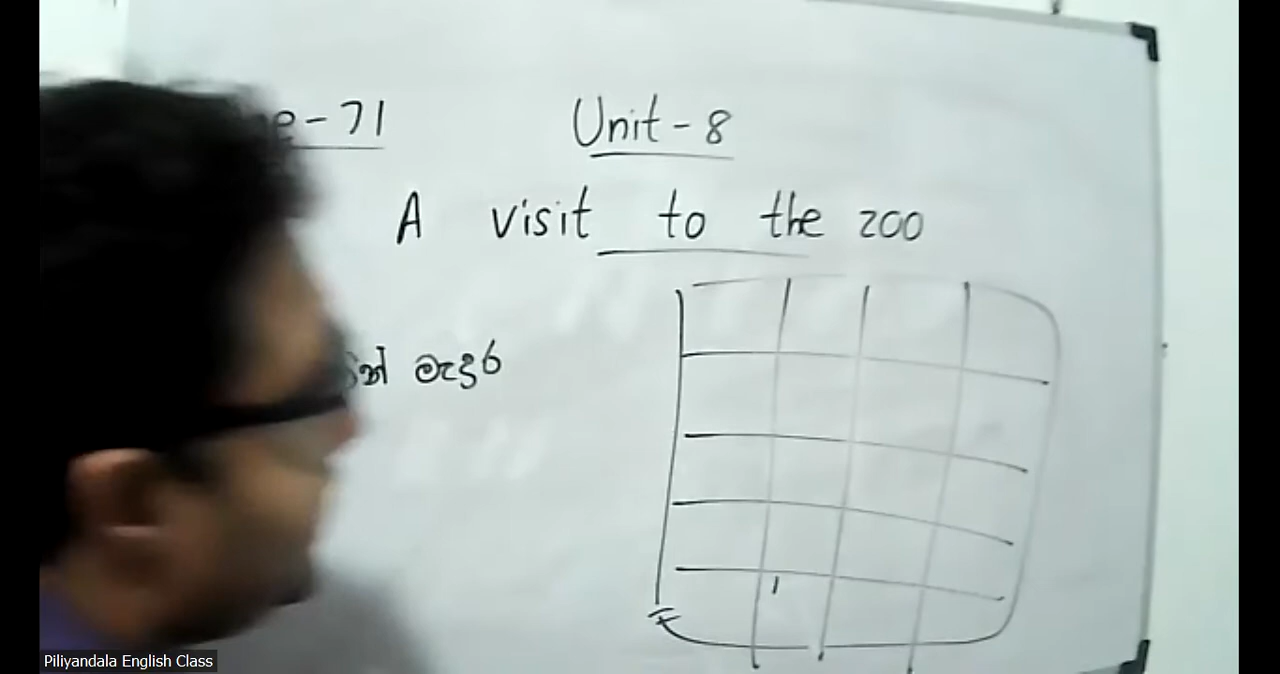 e-71 Unit-8
A visit to the zoo
න් මැදුර
Piliyandala English Class